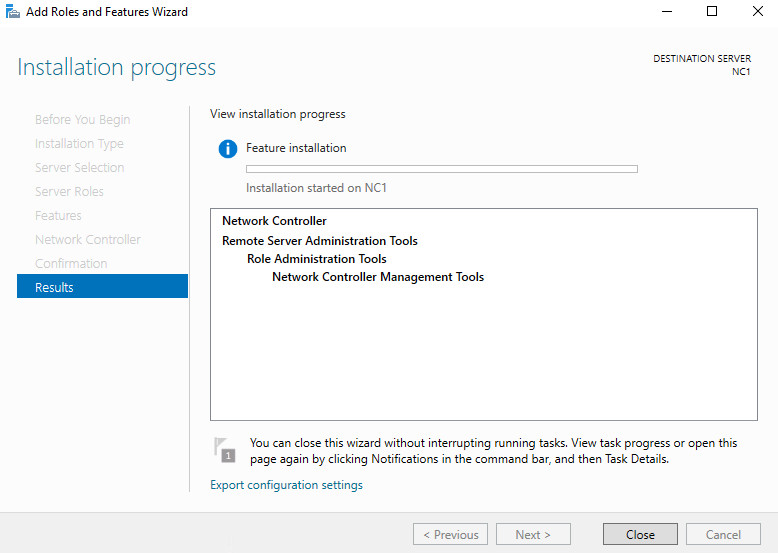 Add Roles and Features Wizard
Installation progress
DESTINATION SERVER
NC1
Before You Begin
Installation Type
Server Selection
Server Roles
Features
Network Controller
Confirmation
Results
View installation progress
Feature installation
Installation started on NC1
Network Controller
Remote Server Administration Tools
Role Administration Tools
Network Controller Management Tools
1
You can close this wizard without interrupting running tasks. View task progress or open this
page again by clicking Notifications in the command bar, and then Task Details.
Export configuration settings
< Previous
Next >
Close
Cancel